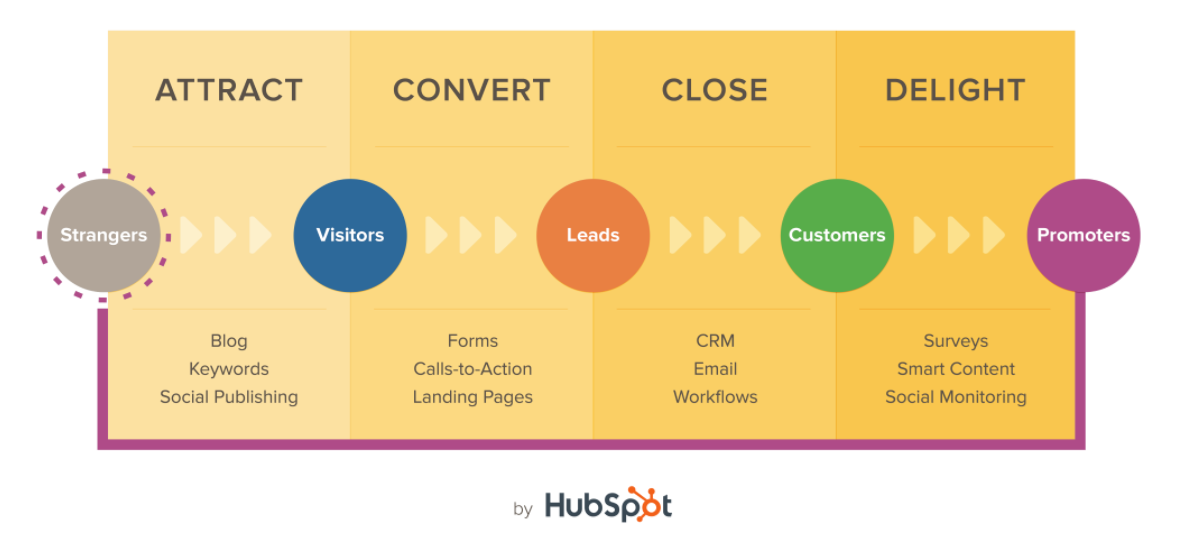 ATTRACT
CONVERT
CLOSE
DELIGHT
Strangers
Visitors
Leads
Customers
Promoters
Blog
Keywords
Social Publishing
Forms
Calls-to-Action
Landing Pages
CRM
Email
Workflows
Surveys
Smart Content
Social Monitoring
by HubSpot